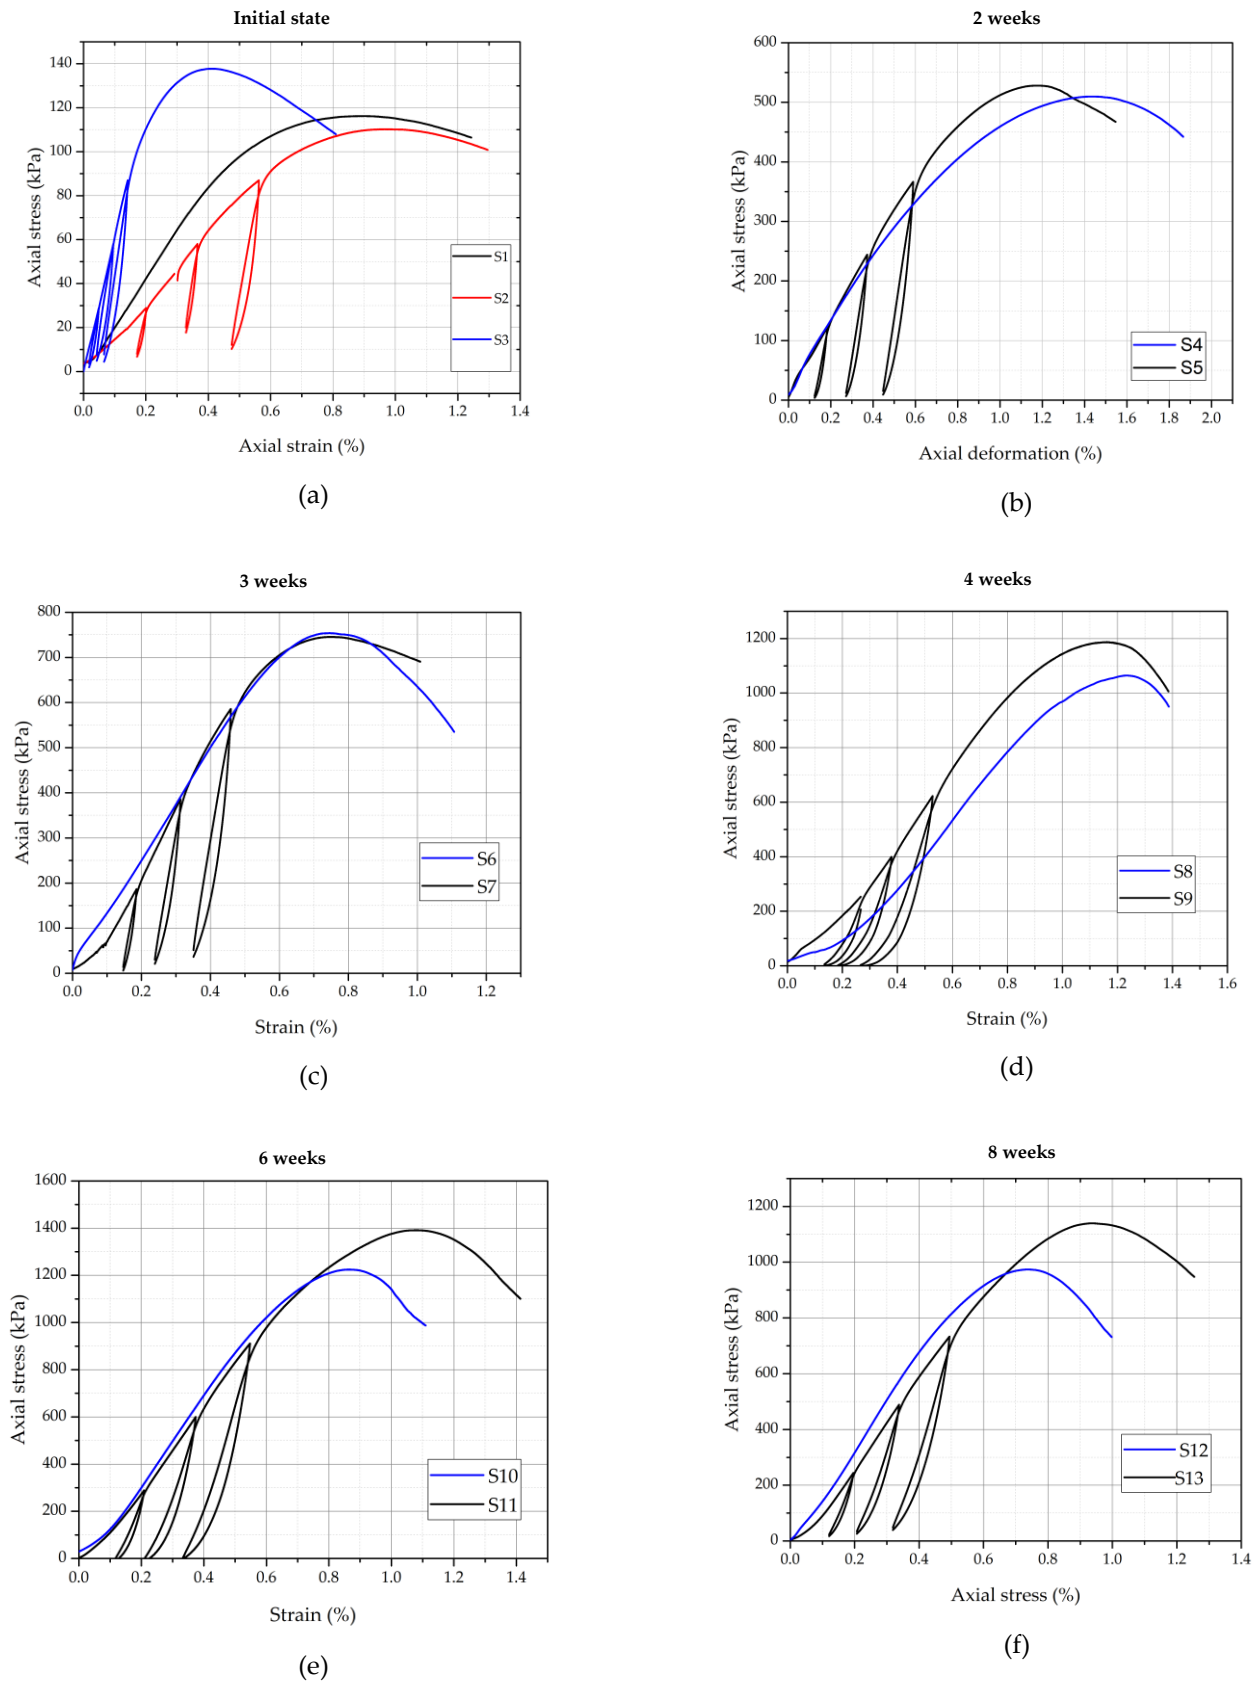 Initial state
140
120
100
80
60
40
20
0
Axial stress (kPa)
S1
S2
S3
0.0 0.2 0.4 0.6 0.8 1.0 1.2 1.4
Axial strain (%)
(a)
2 weeks
600
500
400
300
200
100
0
Axial stress (kPa)
S4
S5
0.0 0.2 0.4 0.6 0.8 1.0 1.2 1.4 1.6 1.8 2.0
Axial deformation (%)
(b)
3 weeks
800
700
600
500
400
300
200
100
0
Axial stress (kPa)
S6
S7
0.0 0.2 0.4 0.6 0.8 1.0 1.2
Strain (%)
(c)
4 weeks
1200
1000
800
600
400
200
0
Axial stress (kPa)
S8
S9
0.0 0.2 0.4 0.6 0.8 1.0 1.2 1.4 1.6
Strain (%)
(d)
6 weeks
1600
1400
1200
1000
800
600
400
200
0
Axial stress (kPa)
S10
S11
0.0 0.2 0.4 0.6 0.8 1.0 1.2 1.4
Strain (%)
(e)
8 weeks
1200
1000
800
600
400
200
0
Axial stress (kPa)
S12
S13
0.0 0.2 0.4 0.6 0.8 1.0 1.2 1.4
Axial stress (%)
(f)